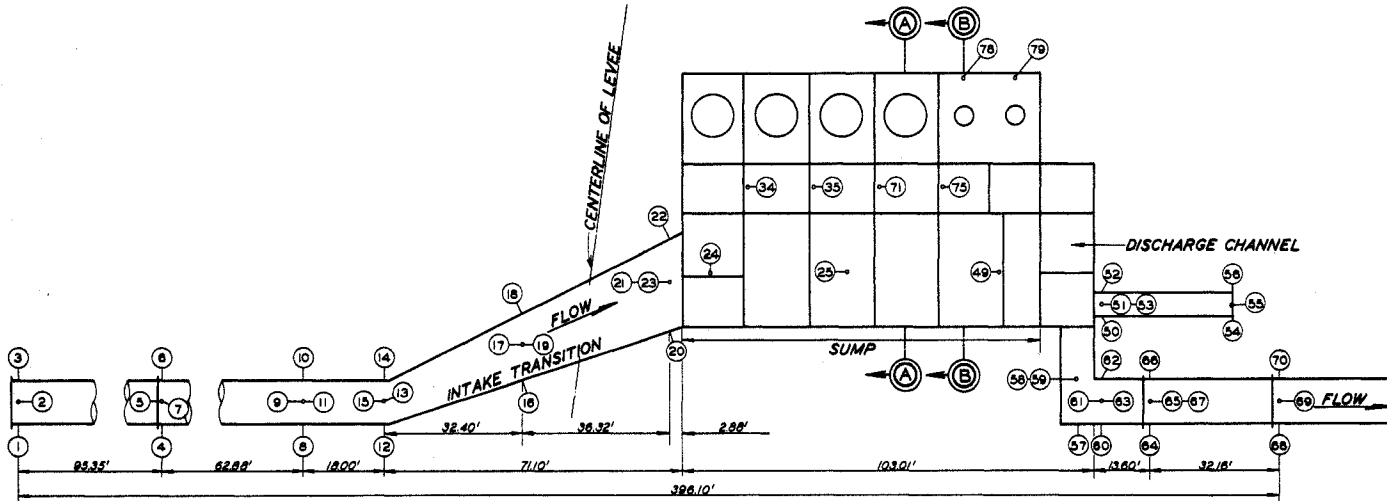 A B
78 79
CENTERLINE OF LEVEE
34 35 71 75
22
DISCHARGE CHANNEL
24 25 49
21 23
52 56
51 53 55
50 54
18
FLOW
17 19
20
INTAKE TRANSITION
SUMP
A B
3 6 10 14
58 59
62 66 70
2 5 7 9 11 15 13
16
61 63 65 67 69
FLOW
1 4 8 12
57 60 64 68
32.40' 36.32' 2.88'
95.35' 62.88' 18.00' 71.10' 103.01' 13.60' 32.16'
396.10'